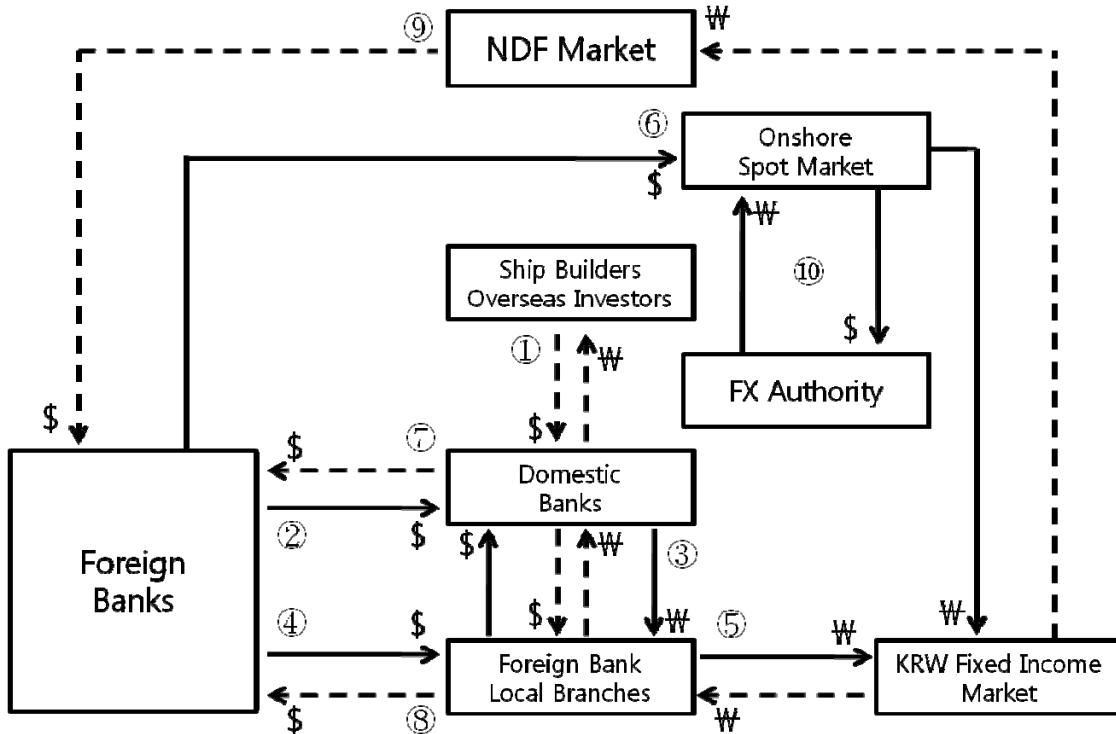 ⑨
₩
NDF Market
⑥
Onshore
Spot Market
$
₩
Ship Builders
Overseas Investors
⑩
①
₩
$
FX Authority
$
$
⑦
$
Domestic
Banks
②
$
$
₩
③
Foreign
Banks
④
$
$
₩
⑤
₩
₩
Foreign Bank
Local Branches
KRW Fixed Income
Market
$
⑧
₩